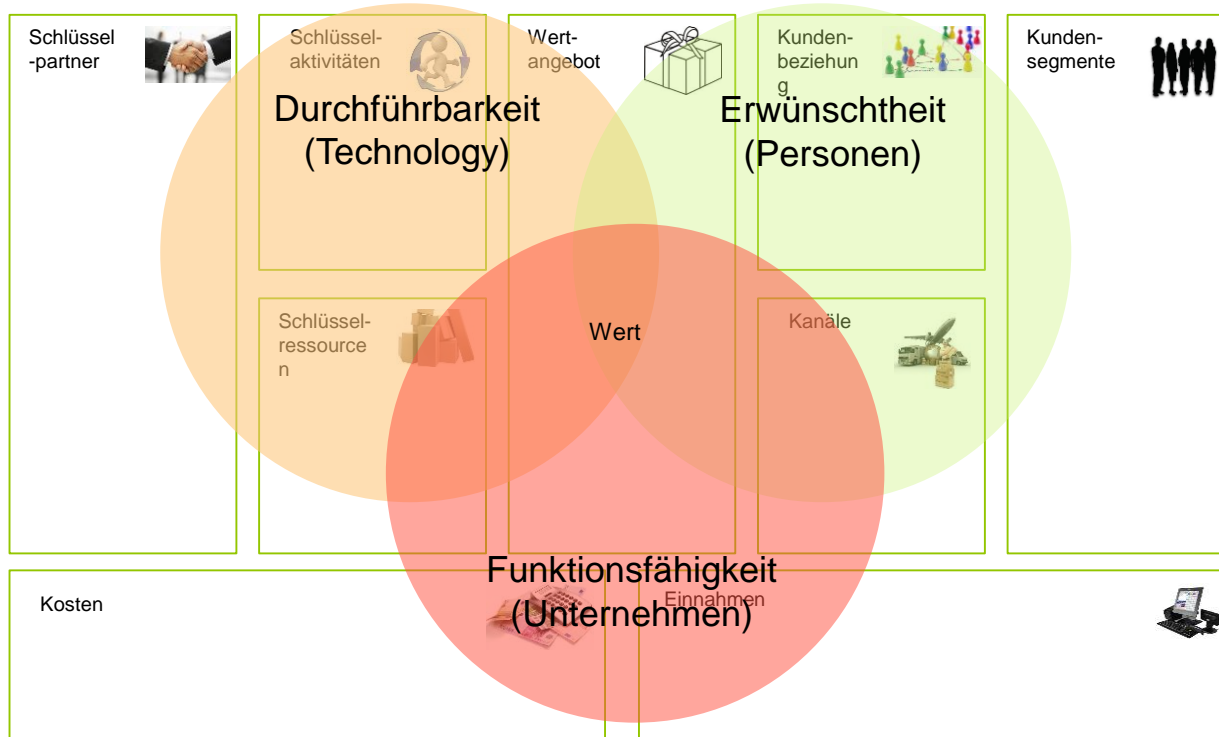 Schlüssel
-partner
Schlüssel-
aktivitäten
Wert-
angebot
Kunden-
beziehun
g
Kunden-
segmente
Durchführbarkeit
(Technology)
Erwünschtheit
(Personen)
Schlüssel-
ressource
n
Wert
Kanäle
Funktionsfähigkeit
(Unternehmen)
Kosten
Einnahmen